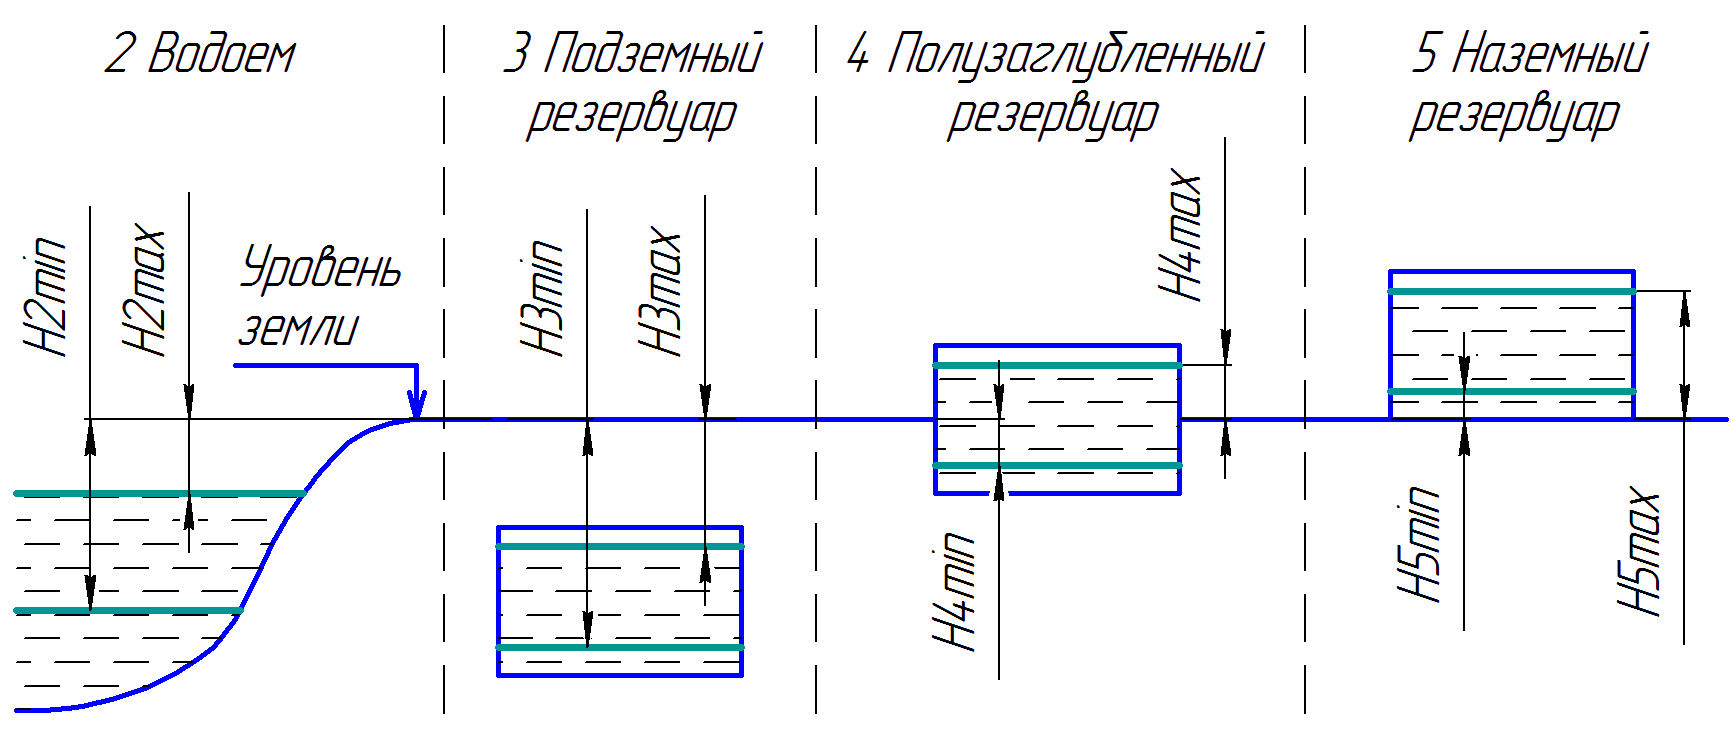 2 Водоем
3 Подземный
резервуар
4 Полузаглубленный
резервуар
5 Наземный
резервуар
H2min
H2max
Уровень
земли
H3min
H3max
H4min
H4max
H5min
H5max